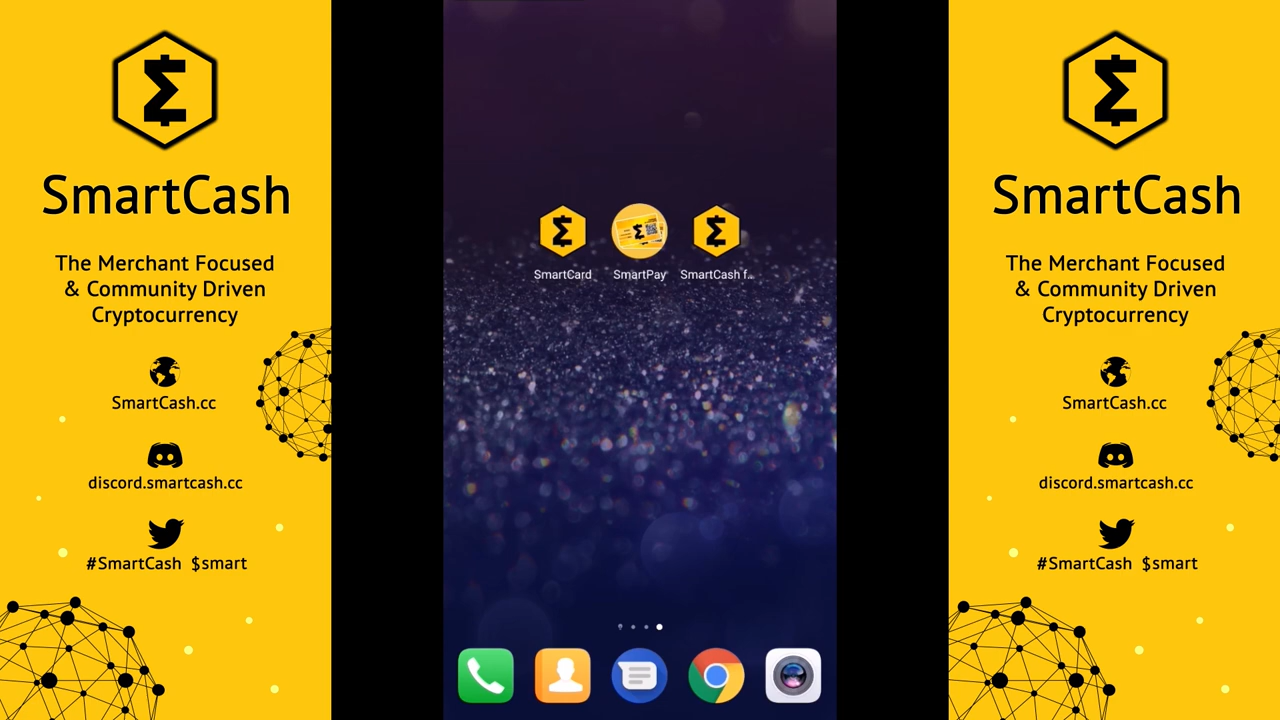 SmartCash
The Merchant Focused
& Community Driven
Cryptocurrency
SmartCash.cc
discord.smartcash.cc
#SmartCash $smart
SmartCard
SmartPay
SmartCash f..
SmartCash
The Merchant Focused
& Community Driven
Cryptocurrency
SmartCash.cc
discord.smartcash.cc
#SmartCash $smart